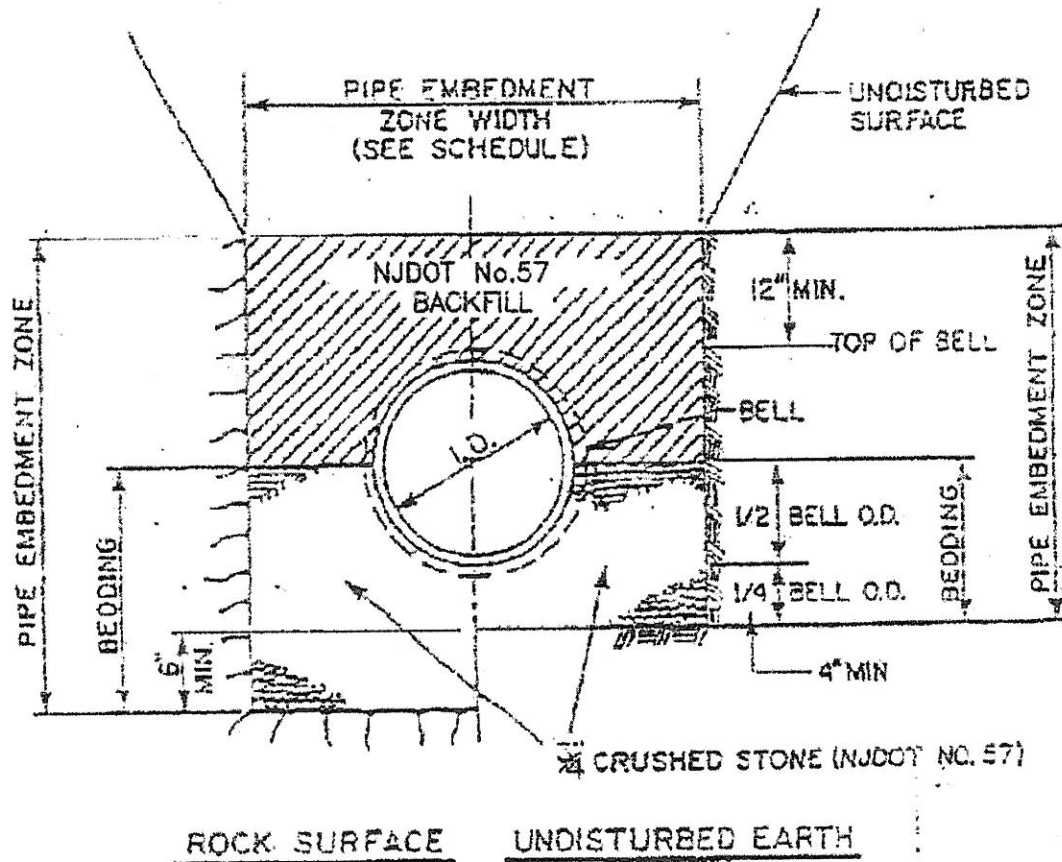 PIPE EMBEDMENT
ZONE WIDTH
(SEE SCHEDULE)
UNDISTURBED
SURFACE
NJDOT No.57
BACKFILL
12" MIN.
TOP OF BELL
BELL
I.D.
PIPE EMBEDMENT ZONE
BEDDING
6" MIN.
1/2 BELL O.D.
1/4 BELL O.D.
BEDDING
PIPE EMBEDMENT ZONE
4" MIN
CRUSHED STONE (NJDOT NO. 57)
ROCK SURFACE
UNDISTURBED EARTH